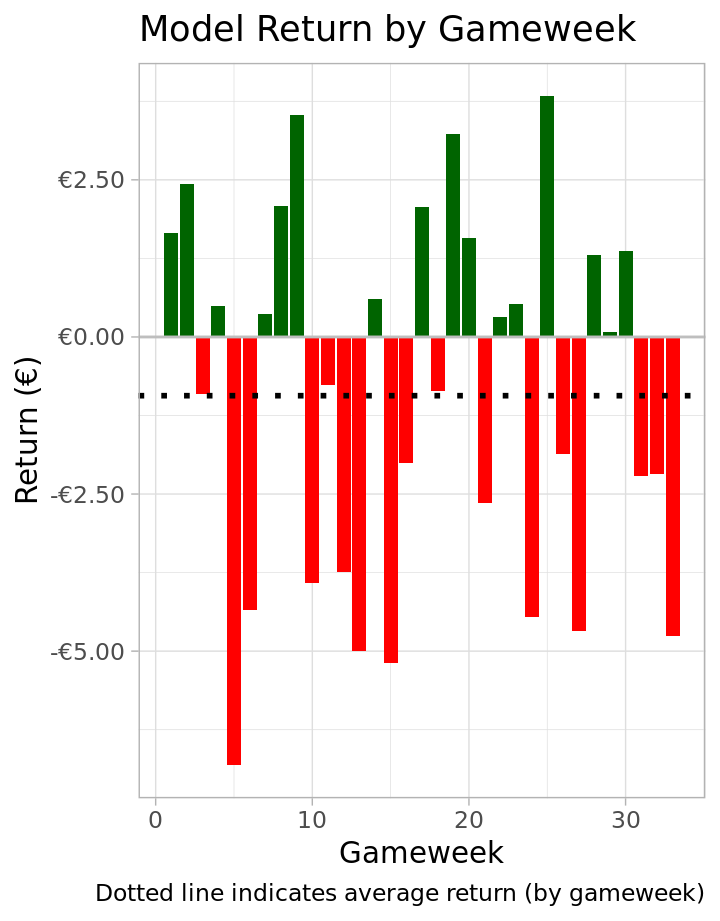 Model Return by Gameweek
€2.50
€0.00
-€2.50
-€5.00
Return (€)
0 10 20 30
Gameweek
Dotted line indicates average return (by gameweek)